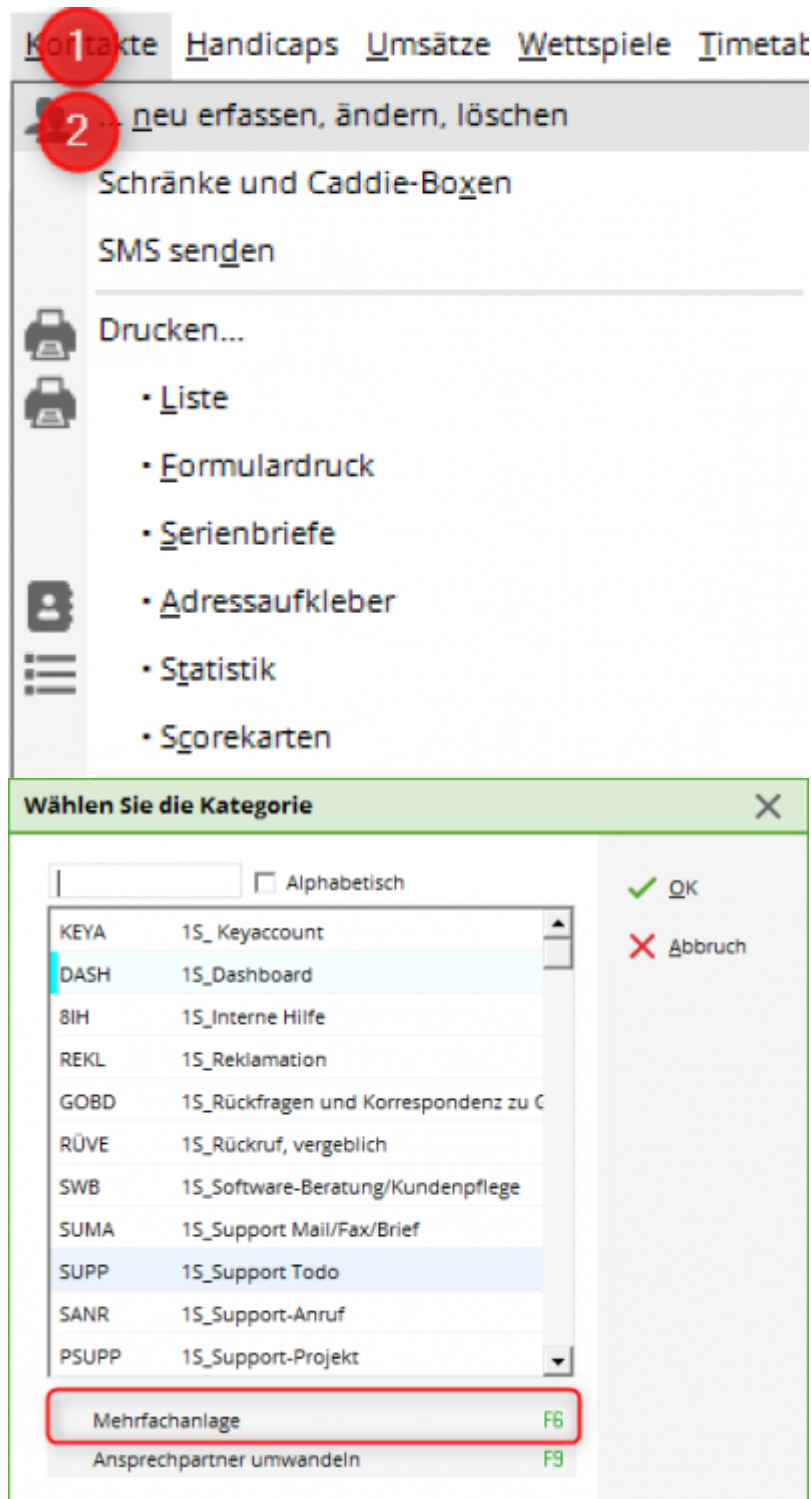 Kontakte Handicaps Umsätze Wettspiele Timetab
1
... neu erfassen, ändern, löschen
2
Schränke und Caddie-Boxen
SMS senden
Drucken...
• Liste
• Formulardruck
• Serienbriefe
• Adressaufkleber
• Statistik
• Scorekarten
Wählen Sie die Kategorie
Alphabetisch
OK
Abbruch
KEYA 1S_ Keyaccount
DASH 1S_Dashboard
8IH 1S_Interne Hilfe
REKL 1S_Reklamation
GOBD 1S_Rückfragen und Korrespondenz zu G
RÜVE 1S_Rückruf, vergeblich
SWB 1S_Software-Beratung/Kundenpflege
SUMA 1S_Support Mail/Fax/Brief
SUPP 1S_Support Todo
SANR 1S_Support-Anruf
PSUPP 1S_Support-Projekt
Mehrfachanlage F6
Ansprechpartner umwandeln F9